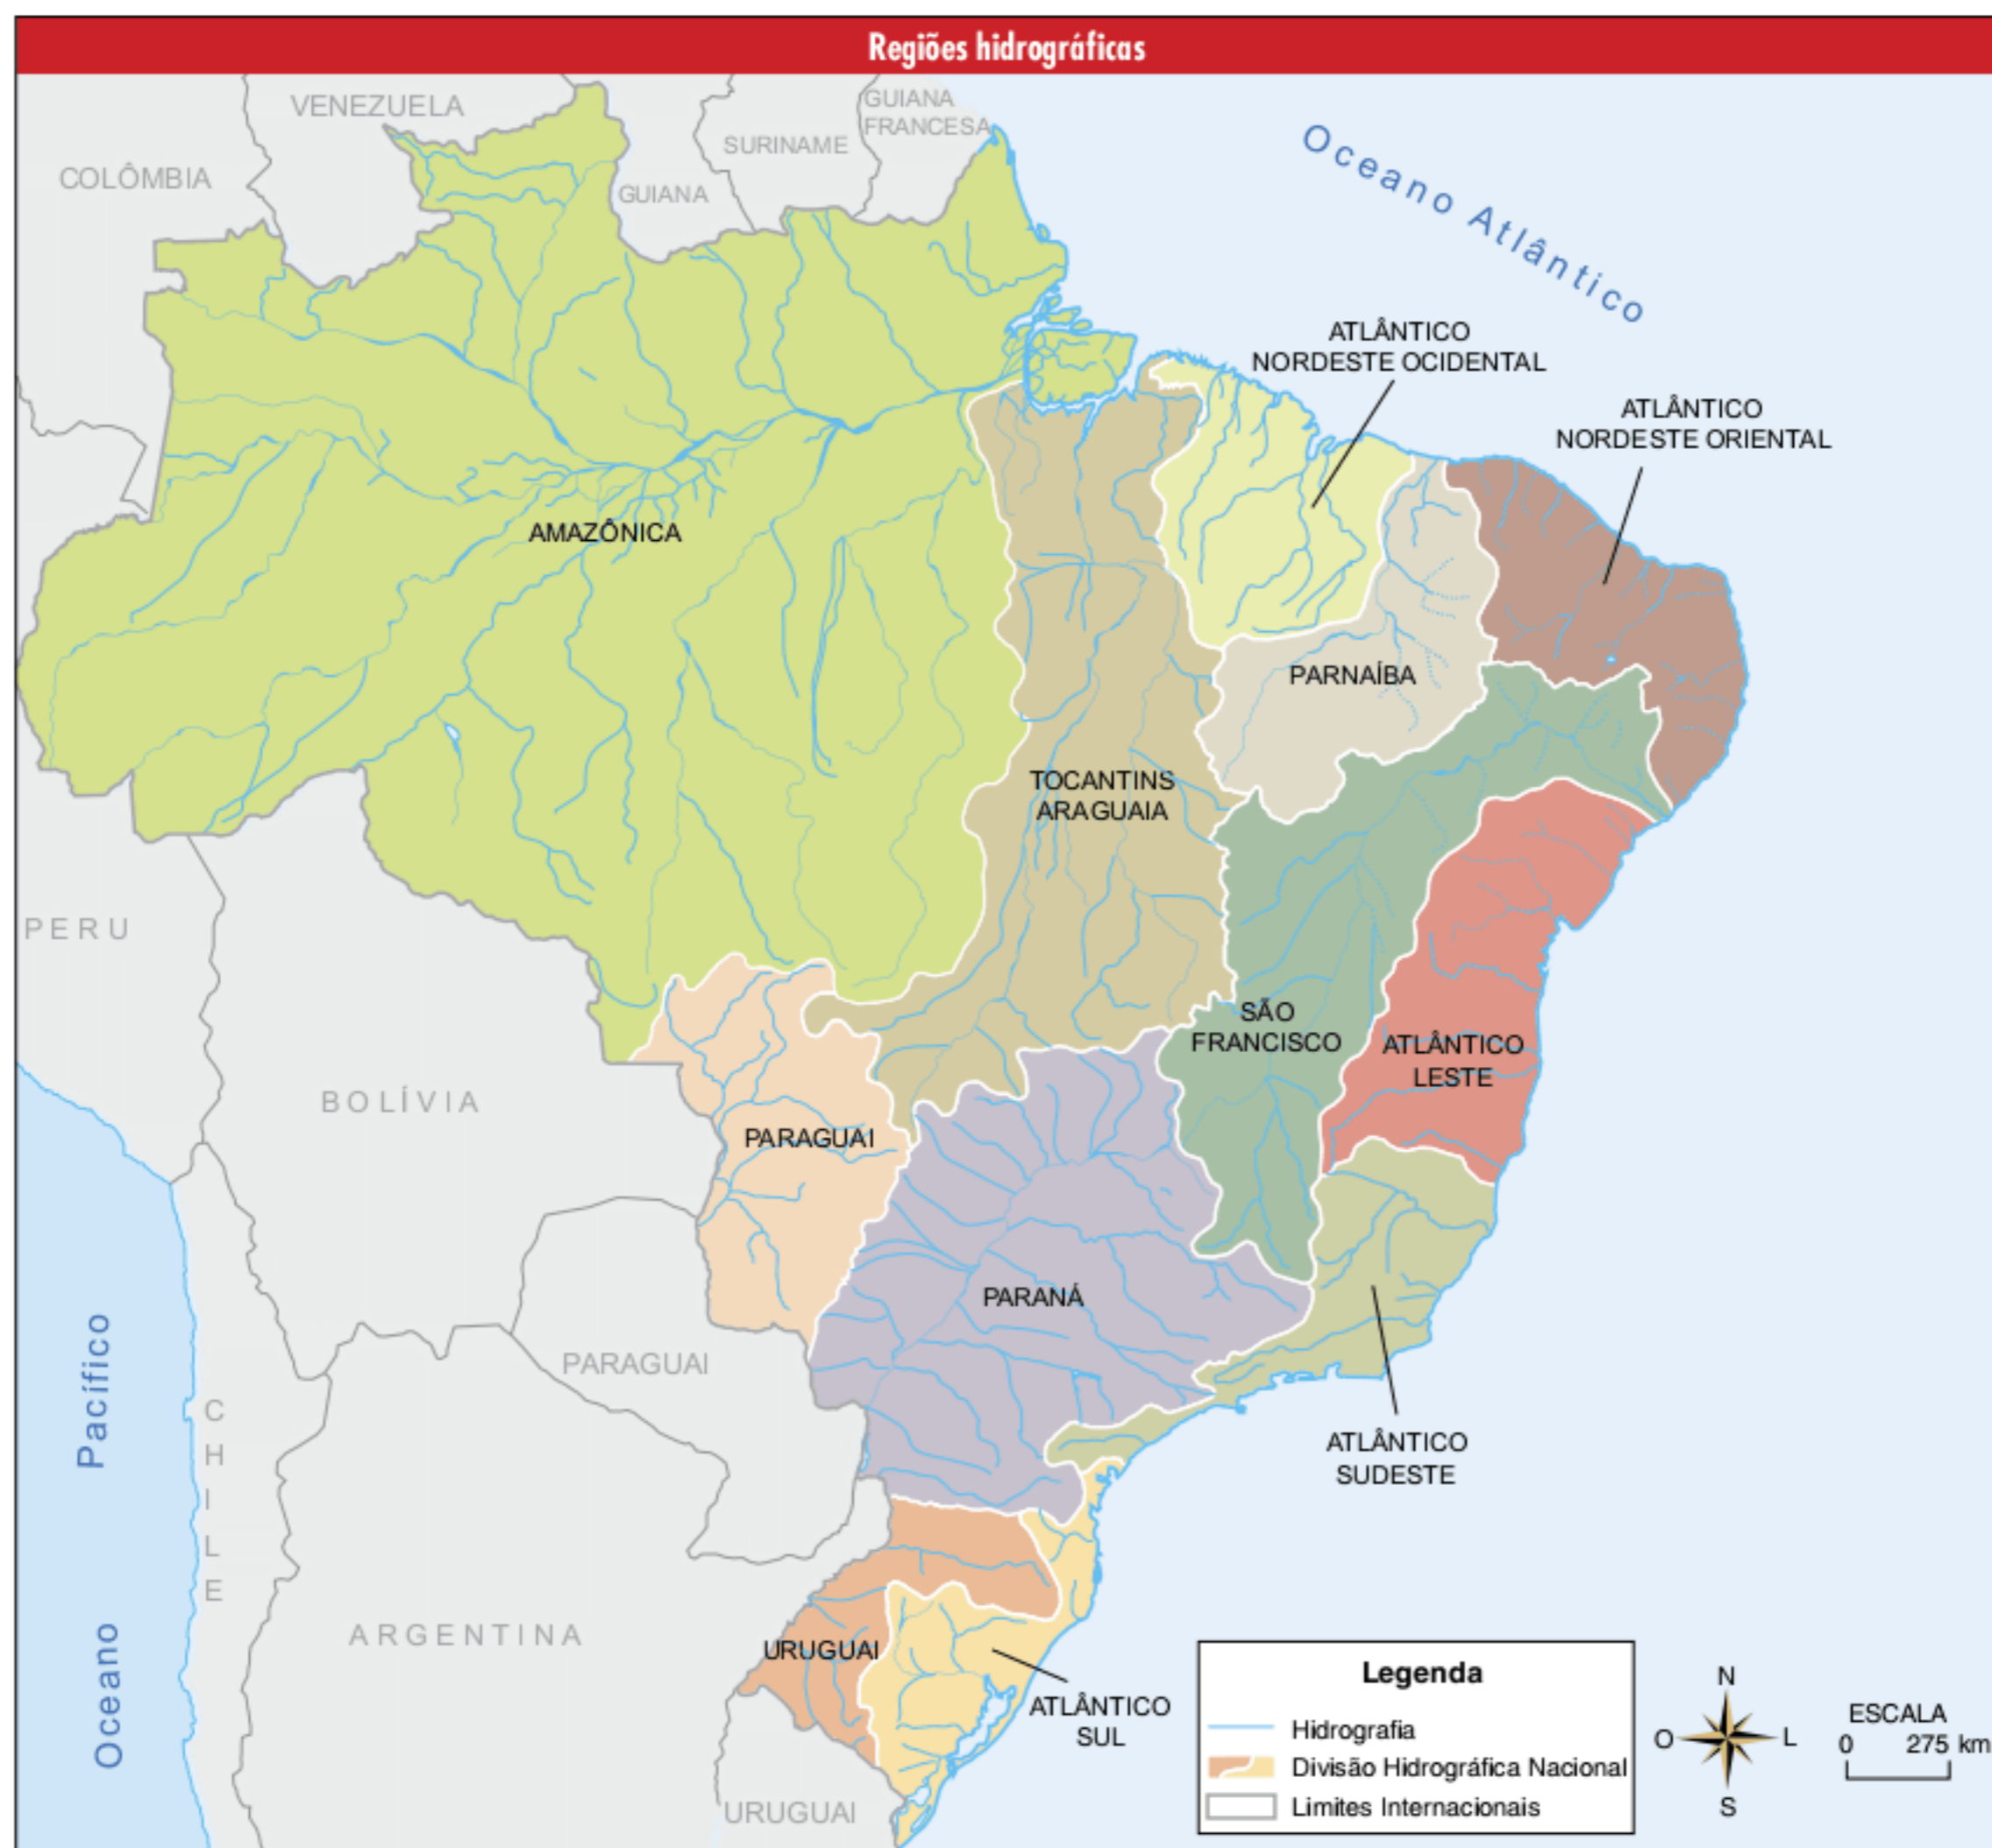 Regiões hidrográficas
VENEZUELA
GUIANA
FRANCESA
SURINAME
COLÔMBIA
GUIANA
Oceano Atlântico
ATLÂNTICO
NORDESTE OCIDENTAL
ATLÂNTICO
NORDESTE ORIENTAL
AMAZÔNICA
PARNAÍBA
TOCANTINS
ARAGUAIA
PERU
SÃO
FRANCISCO
ATLÂNTICO
LESTE
BOLÍVIA
PARAGUAI
PARANÁ
PARAGUAI
CHILE
Oceano Pacífico
ATLÂNTICO
SUDESTE
ARGENTINA
URUGUAI
ATLÂNTICO
SUL
URUGUAI
Legenda
Hidrografia
Divisão Hidrográfica Nacional
Limites Internacionais
N
O L
S
ESCALA
0 275 km